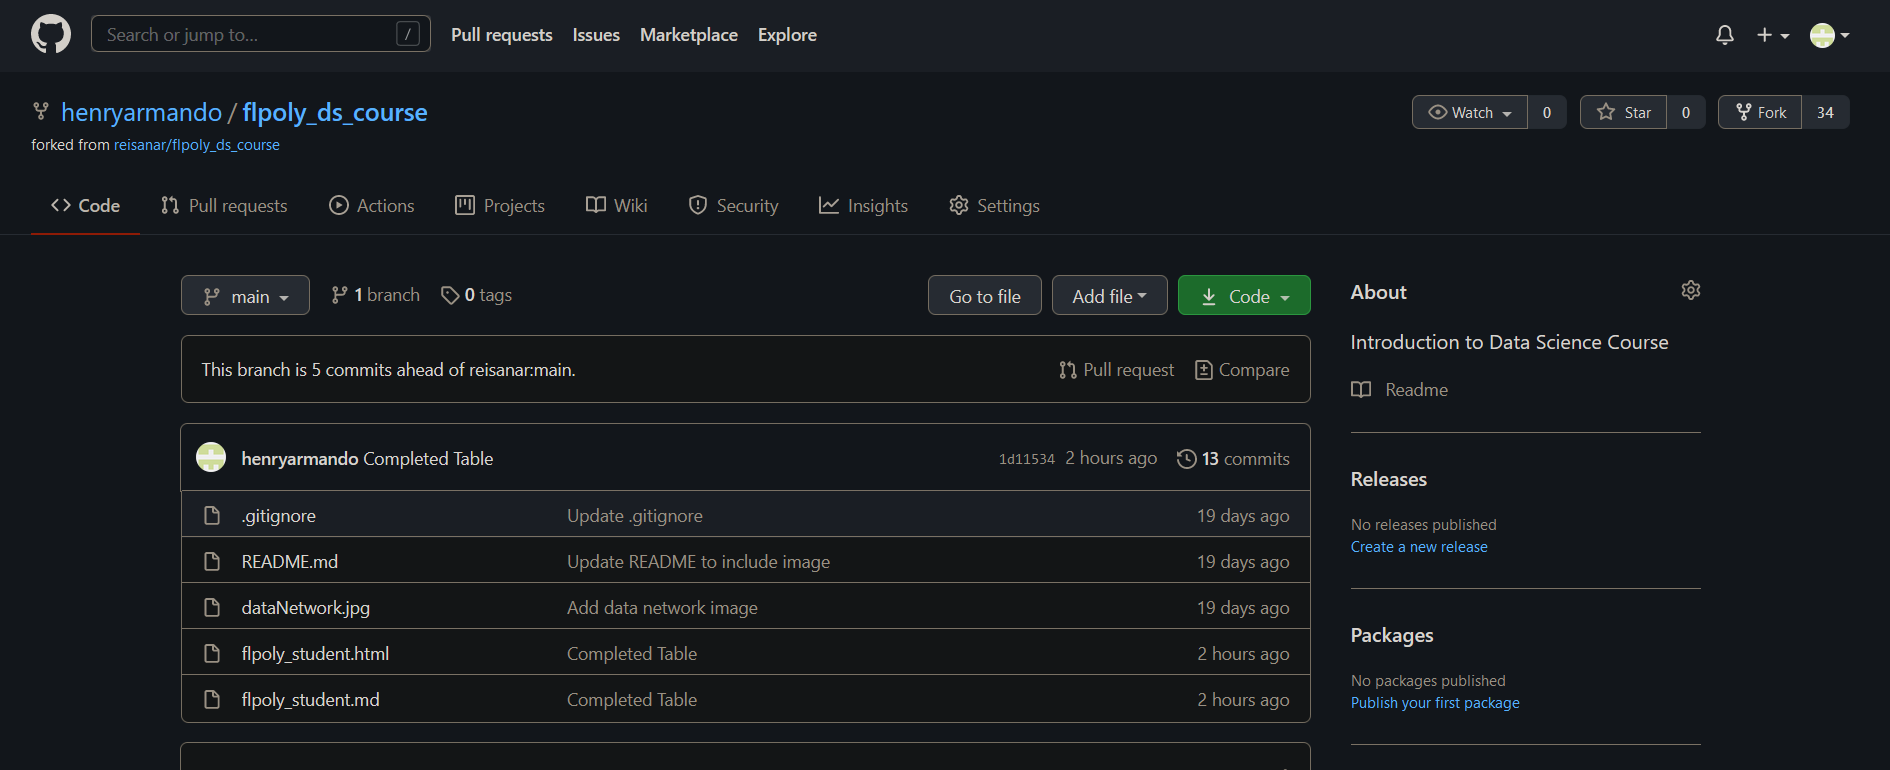 Search or jump to... /
Pull requests Issues Marketplace Explore
henryarmando / flpoly_ds_course
Watch 0 Star 0 Fork 34
forked from reisanar/flpoly_ds_course
Code Pull requests Actions Projects Wiki Security Insights Settings
main 1 branch 0 tags Go to file Add file Code
This branch is 5 commits ahead of reisanar:main. Pull request Compare
henryarmando Completed Table 1d11534 2 hours ago 13 commits
.gitignore Update .gitignore 19 days ago
README.md Update README to include image 19 days ago
dataNetwork.jpg Add data network image 19 days ago
flpoly_student.html Completed Table 2 hours ago
flpoly_student.md Completed Table 2 hours ago
About
Introduction to Data Science Course
Readme
Releases
No releases published
Create a new release
Packages
No packages published
Publish your first package